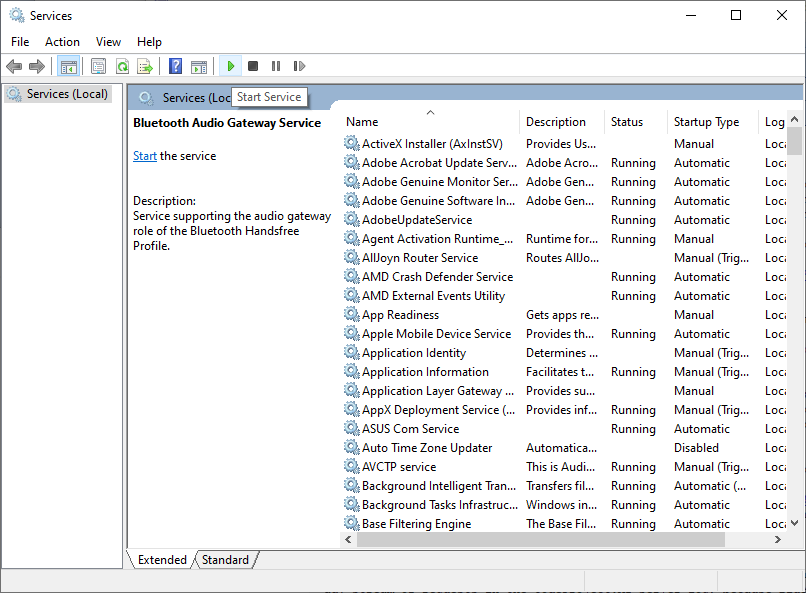 Services
File Action View Help
Services (Local)
Services (Loc
Start Service
Bluetooth Audio Gateway Service
Start the service
Description:
Service supporting the audio gateway
role of the Bluetooth Handsfree
Profile.
Name Description Status Startup Type Log
ActiveX Installer (AxInstSV) Provides Us... Manual Loca
Adobe Acrobat Update Serv... Adobe Acro... Running Automatic Loca
Adobe Genuine Monitor Ser... Adobe Gen... Running Automatic Loca
Adobe Genuine Software In... Adobe Gen... Running Automatic Loca
AdobeUpdateService Running Automatic Loca
Agent Activation Runtime_... Runtime for... Running Manual Loca
AllJoyn Router Service Routes AllJo... Manual (Trig... Loca
AMD Crash Defender Service Running Automatic Loca
AMD External Events Utility Running Automatic Loca
App Readiness Gets apps re... Manual Loca
Apple Mobile Device Service Provides th... Running Automatic Loca
Application Identity Determines ... Manual (Trig... Loca
Application Information Facilitates t... Running Manual (Trig... Loca
Application Layer Gateway ... Provides su... Manual Loca
AppX Deployment Service (... Provides inf... Running Manual (Trig... Loca
ASUS Com Service Running Automatic Loca
Auto Time Zone Updater Automatica... Disabled Loca
AVCTP service This is Audi... Running Manual (Trig... Loca
Background Intelligent Tran... Transfers fil... Running Automatic (... Loca
Background Tasks Infrastruc... Windows in... Running Automatic Loca
Base Filtering Engine The Base Fil... Running Automatic Loca
Extended Standard